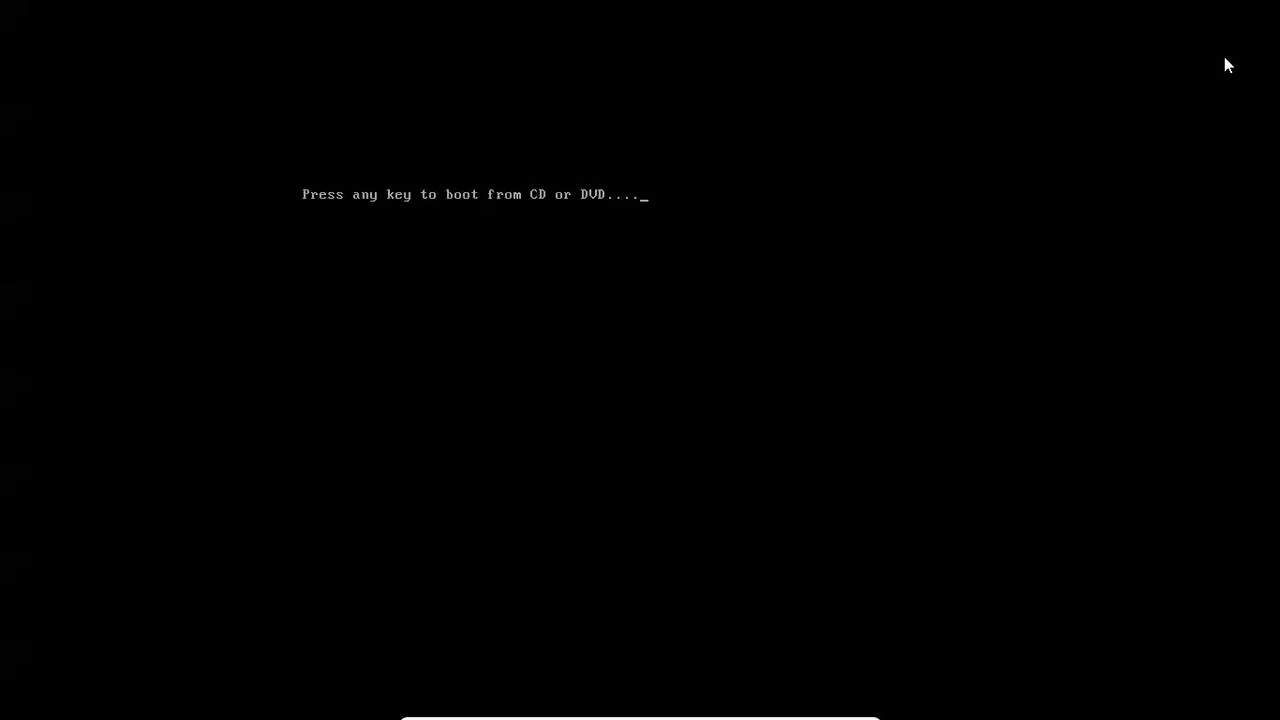 Press any key to boot from CD or DVD...._